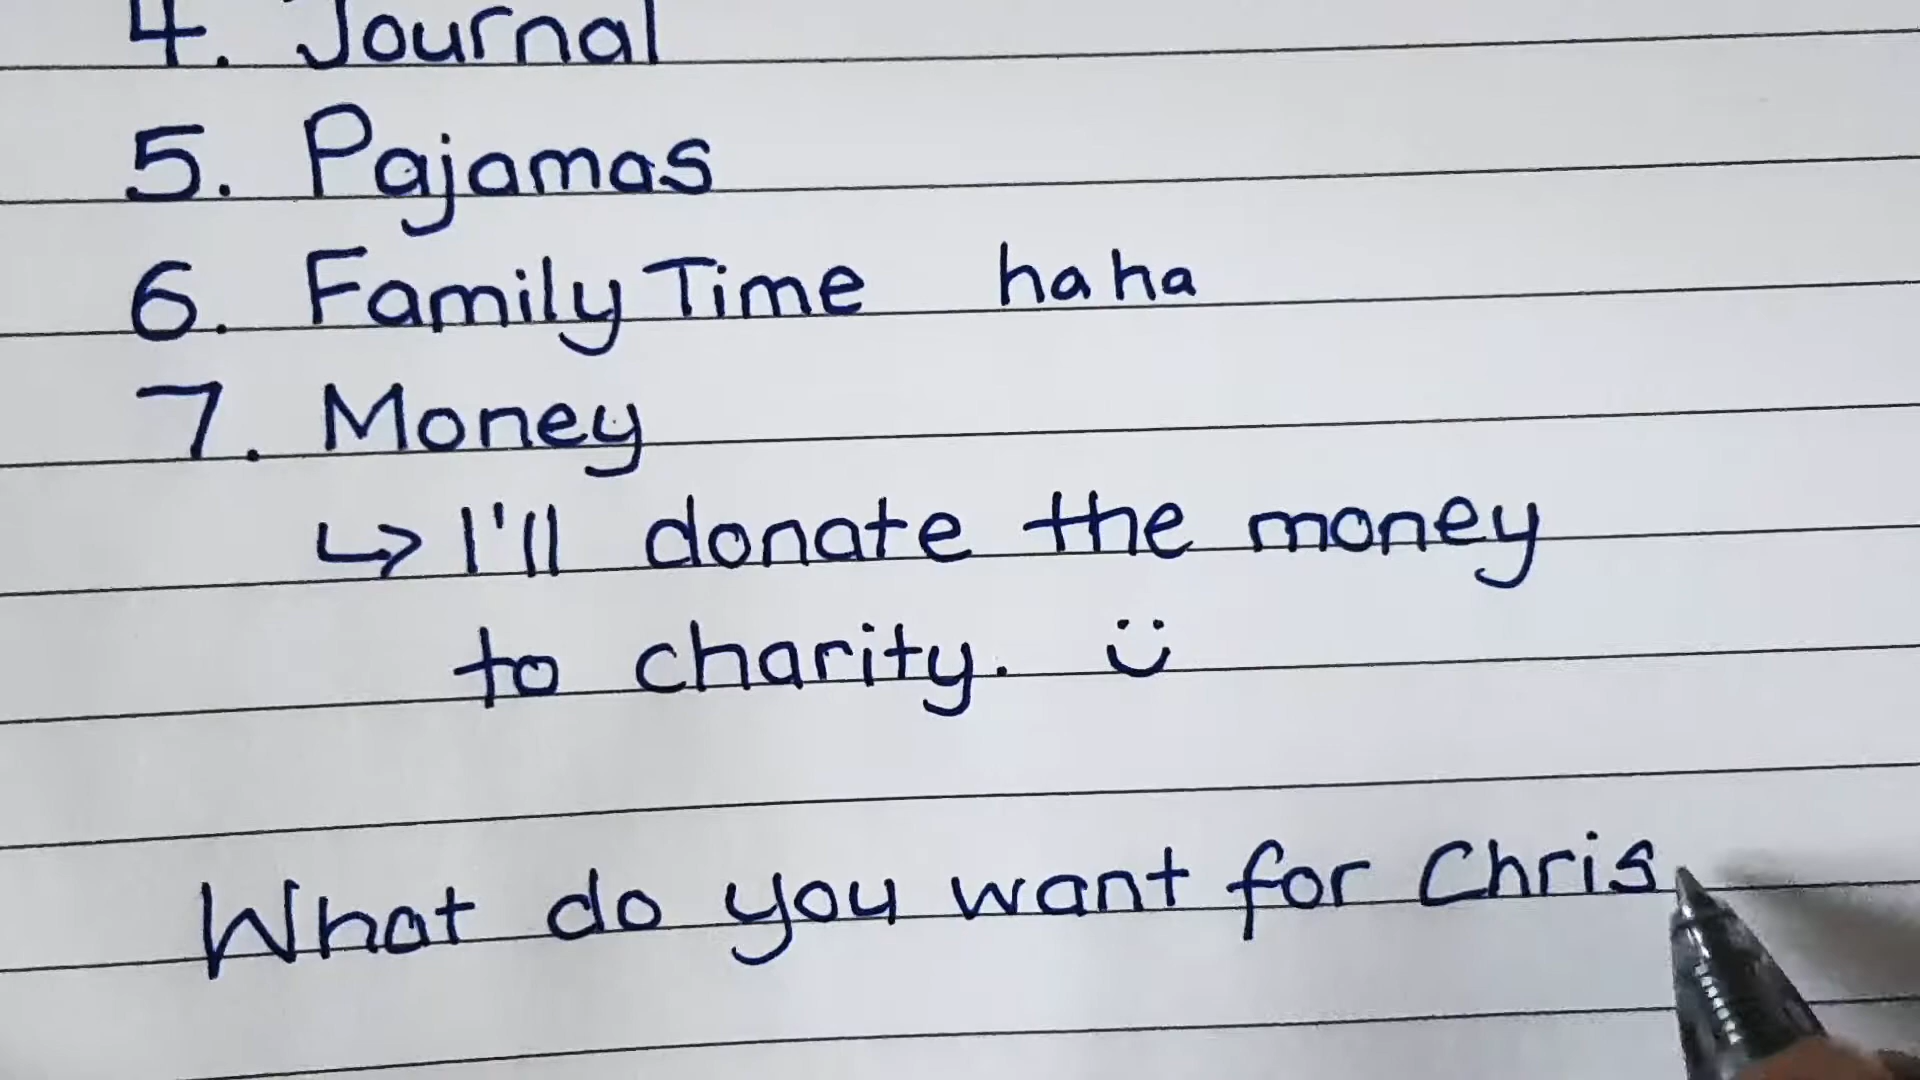 4. Journal
5. Pajamas
6. Family Time haha
7. Money
↳ I'll donate the money
to charity. :)
What do you want for Chris